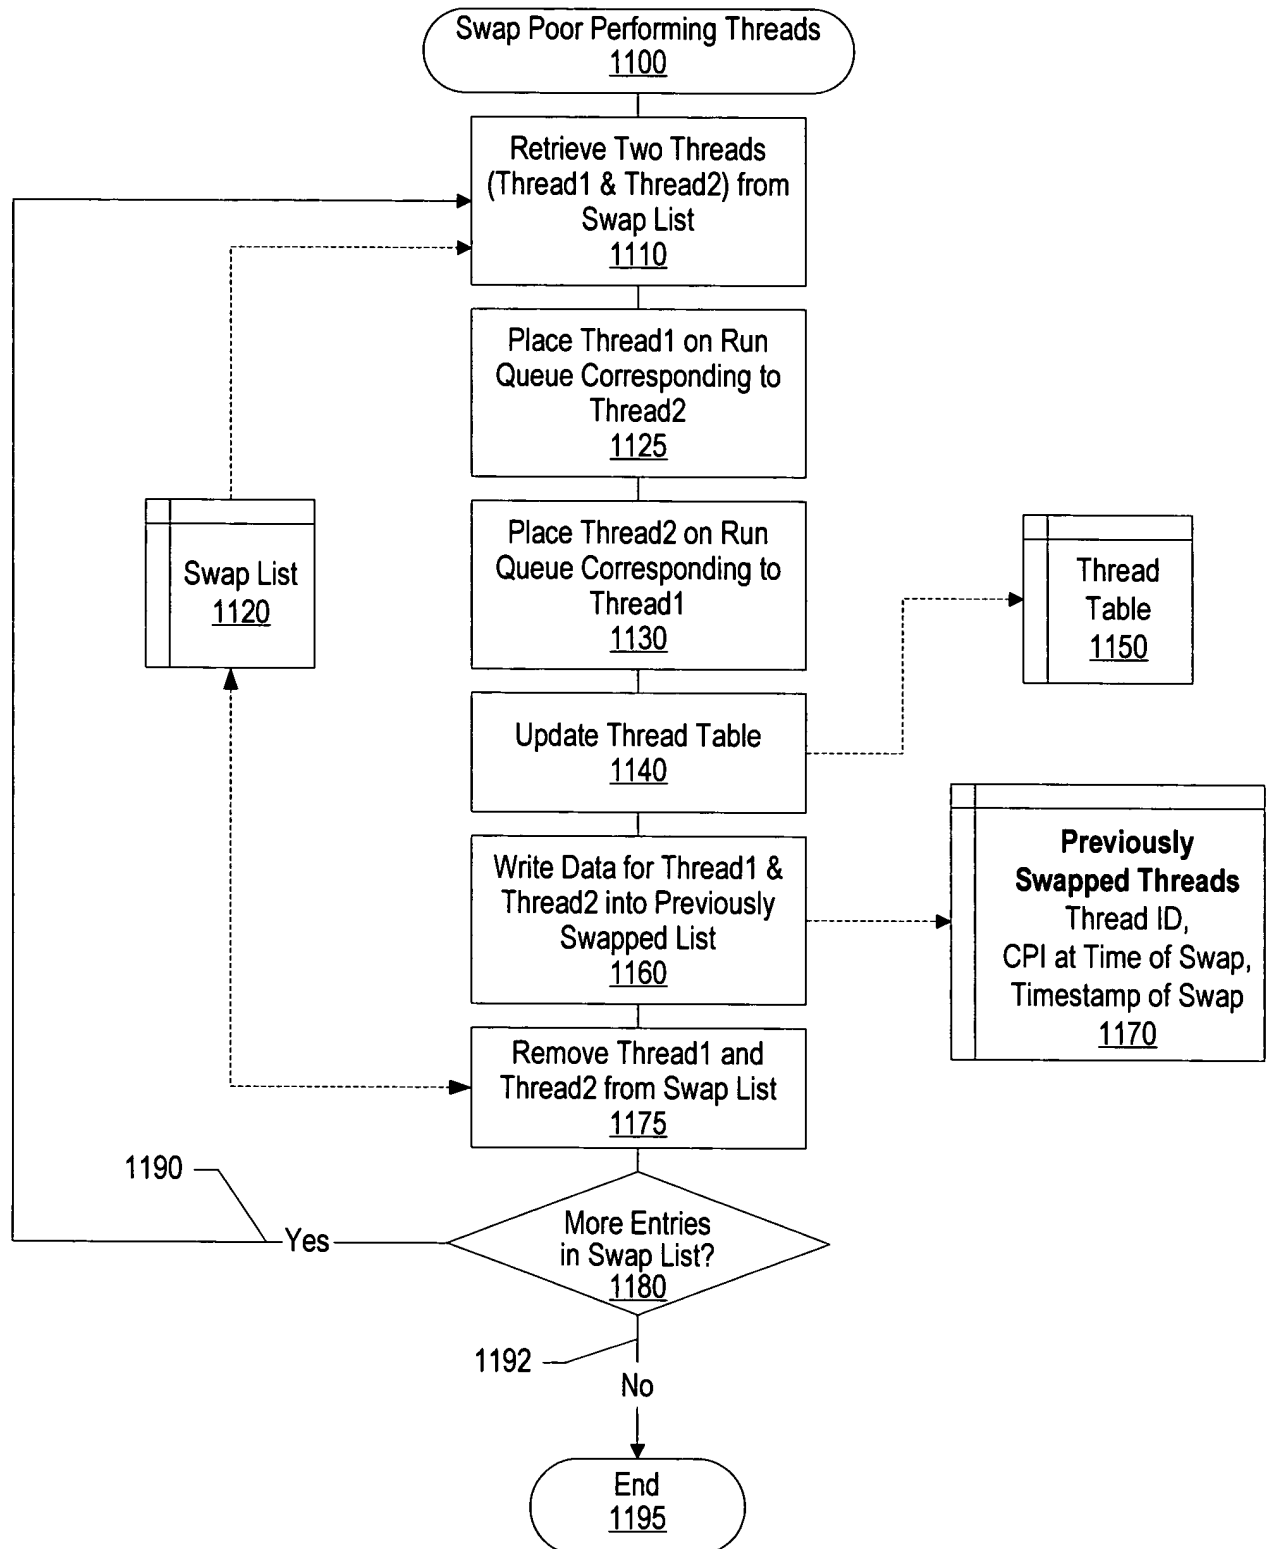 Swap Poor Performing Threads
1100
Retrieve Two Threads
(Thread1 & Thread2) from
Swap List
1110
Place Thread1 on Run
Queue Corresponding to
Thread2
1125
Place Thread2 on Run
Queue Corresponding to
Thread1
1130
Swap List
1120
Thread
Table
1150
Update Thread Table
1140
Write Data for Thread1 &
Thread2 into Previously
Swapped List
1160
Previously
Swapped Threads
Thread ID,
CPI at Time of Swap,
Timestamp of Swap
1170
Remove Thread1 and
Thread2 from Swap List
1175
1190
Yes
More Entries
in Swap List?
1180
1192
No
End
1195